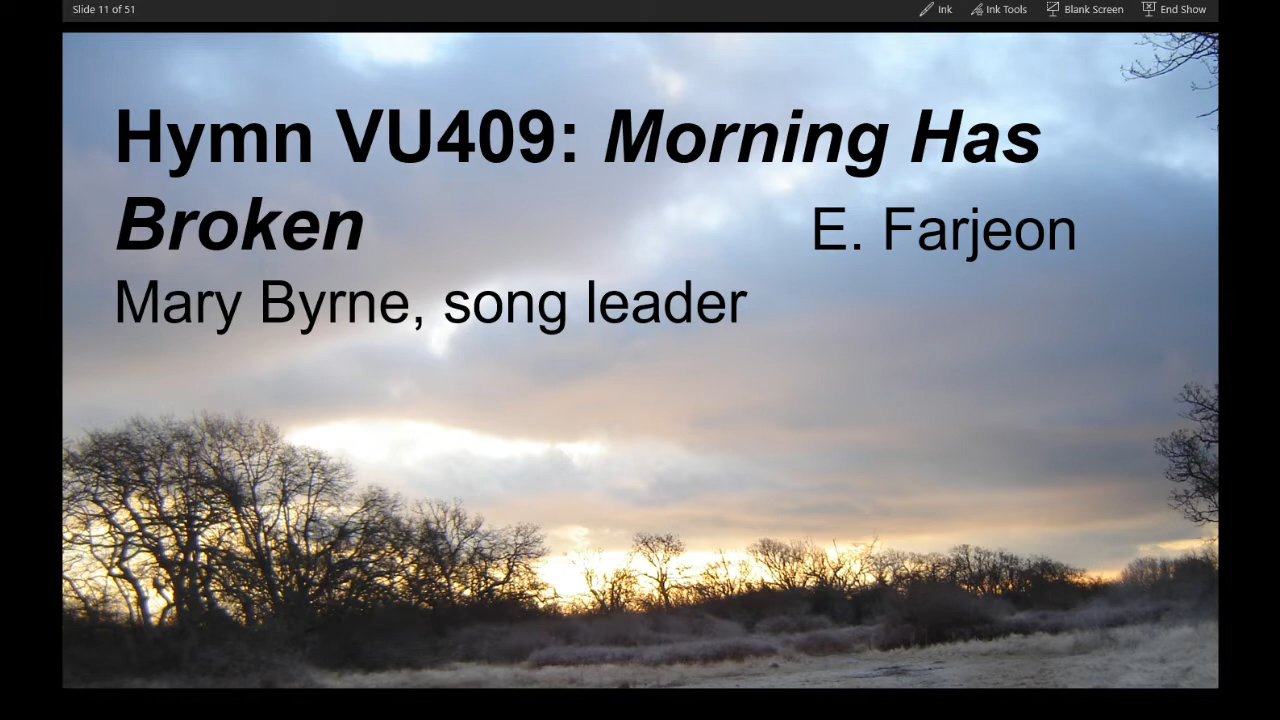 Slide 11 of 51 Ink Ink Tools Blank Screen End Show
Hymn VU409: Morning Has
Broken E. Farjeon
Mary Byrne, song leader